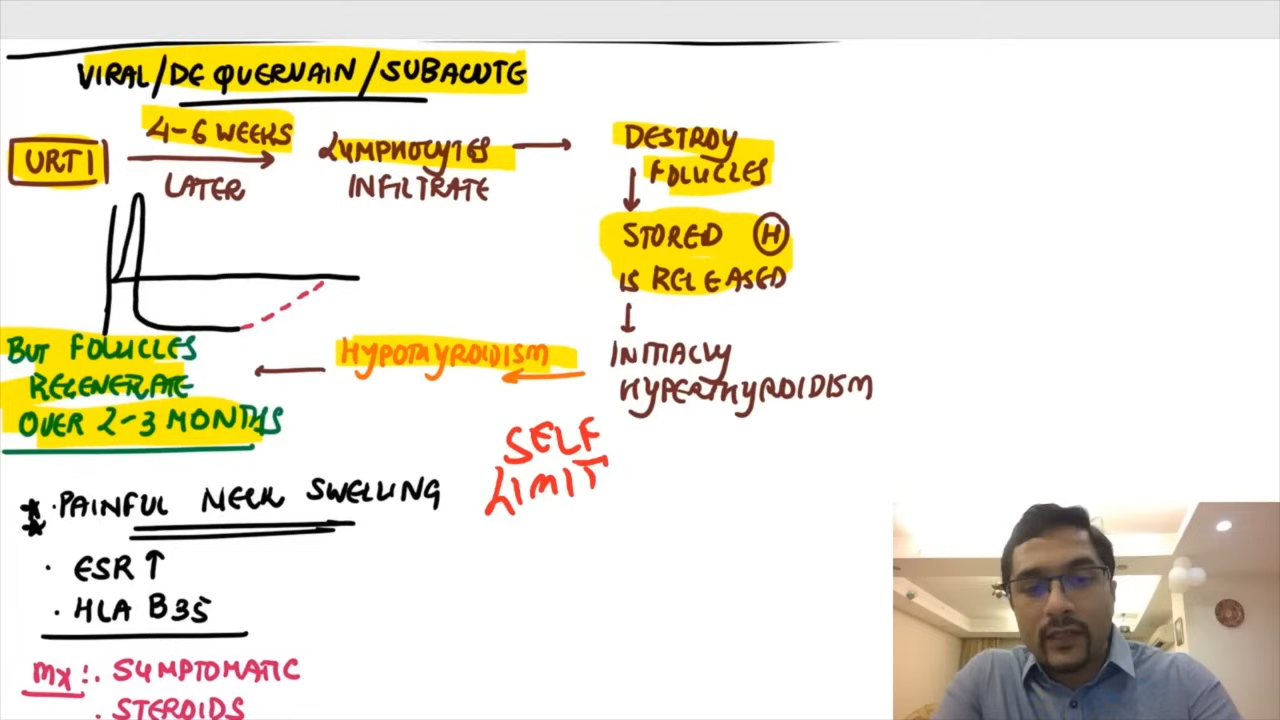 VIRAL/DE QUERVAIN/SUBACUTE
URTI
4-6 WEEKS
LATER
LYMPHOCYTES
INFILTRATE
DESTROY
FOLLICLES
STORED H
IS RELEASED
INITIALLY
HYPERTHYROIDISM
HYPOTHYROIDISM
BUT FOLLICLES
REGENERATE
OVER 2-3 MONTHS
SELF
LIMIT
** · PAINFUL NECK SWELLING
· ESR ↑
· HLA B35
Mx: · SYMPTOMATIC
· STEROIDS